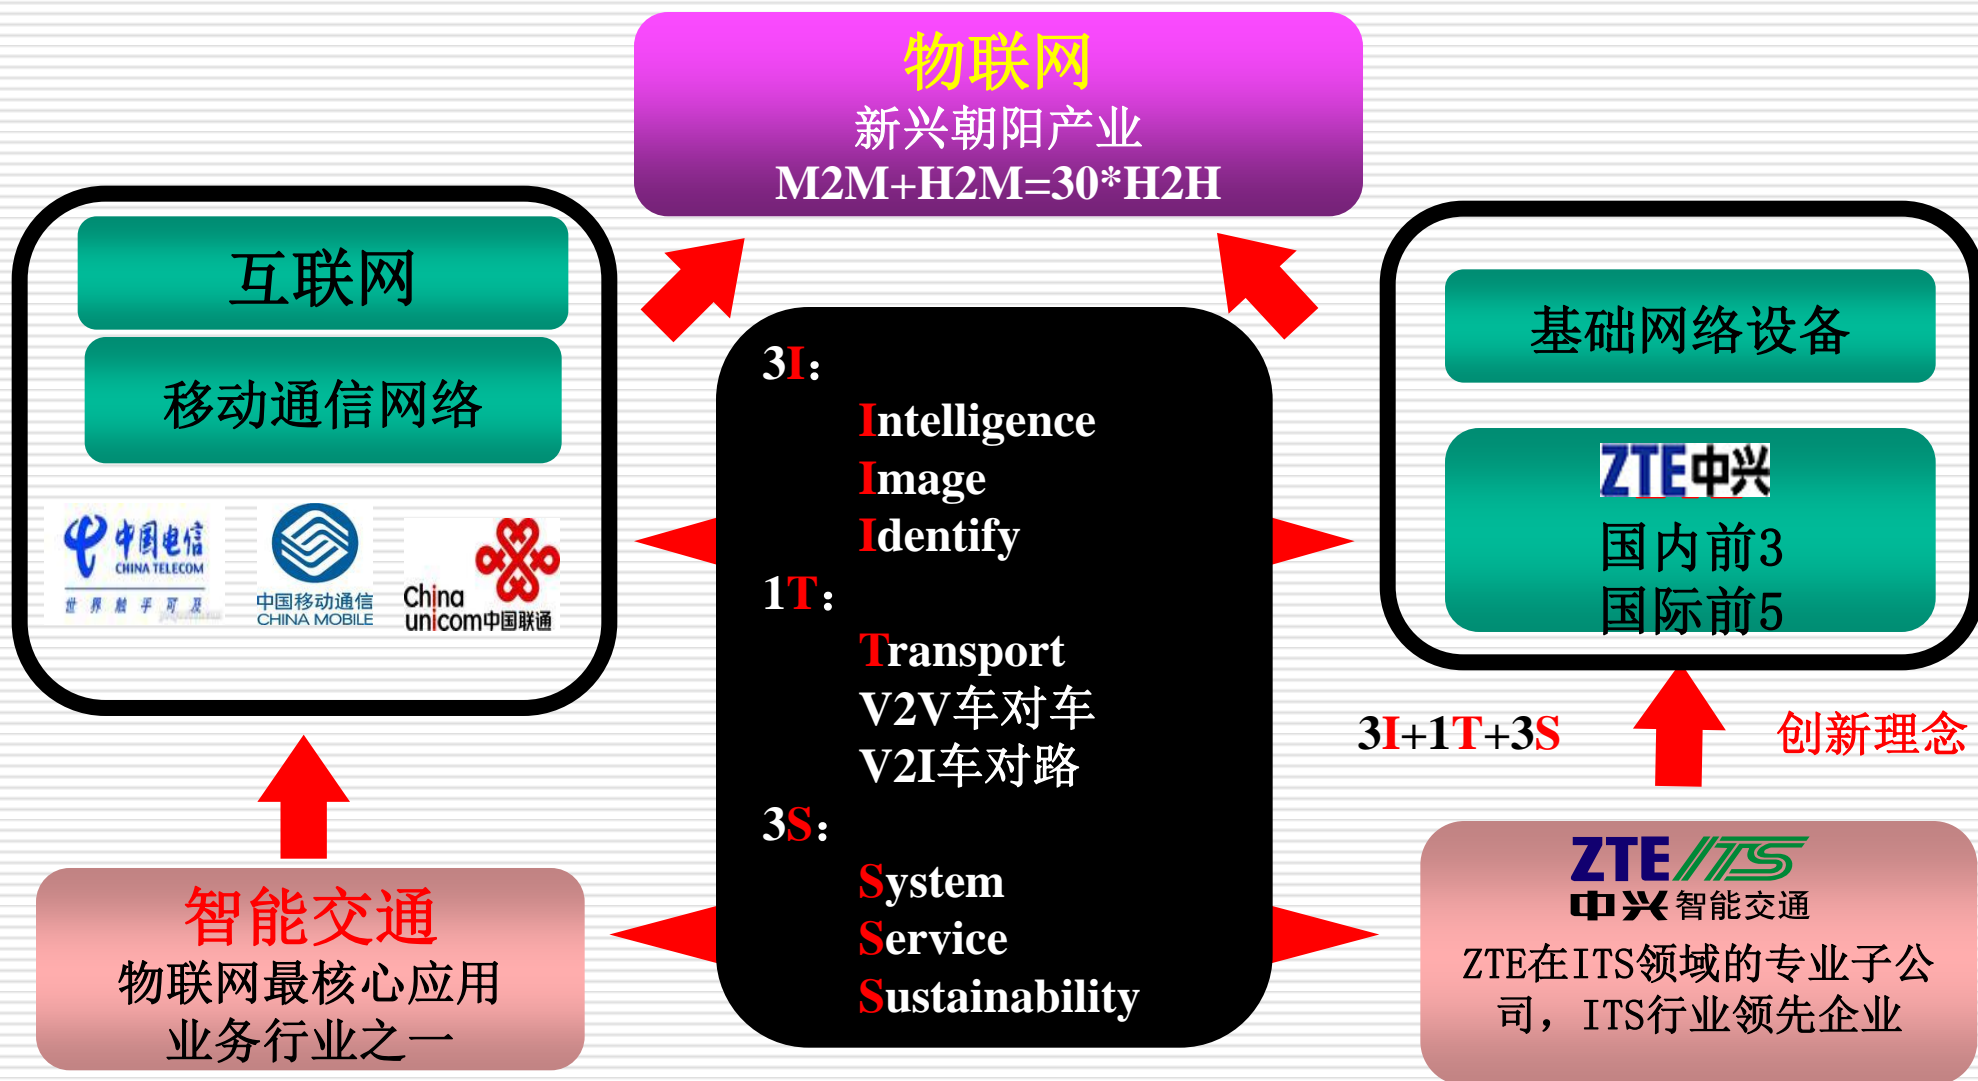 物联网
新兴朝阳产业
M2M+H2M=30*H2H
互联网
移动通信网络
中国电信
CHINA TELECOM
世界触手可及
中国移动通信
CHINA MOBILE
China
unicom中国联通
智能交通
物联网最核心应用
业务行业之一
3I：
Intelligence
Image
Identify
1T：
Transport
V2V车对车
V2I车对路
3S：
System
Service
Sustainability
基础网络设备
ZTE中兴
国内前3
国际前5
3I+1T+3S
创新理念
ZTE ITS
中兴智能交通
ZTE在ITS领域的专业子公
司，ITS行业领先企业